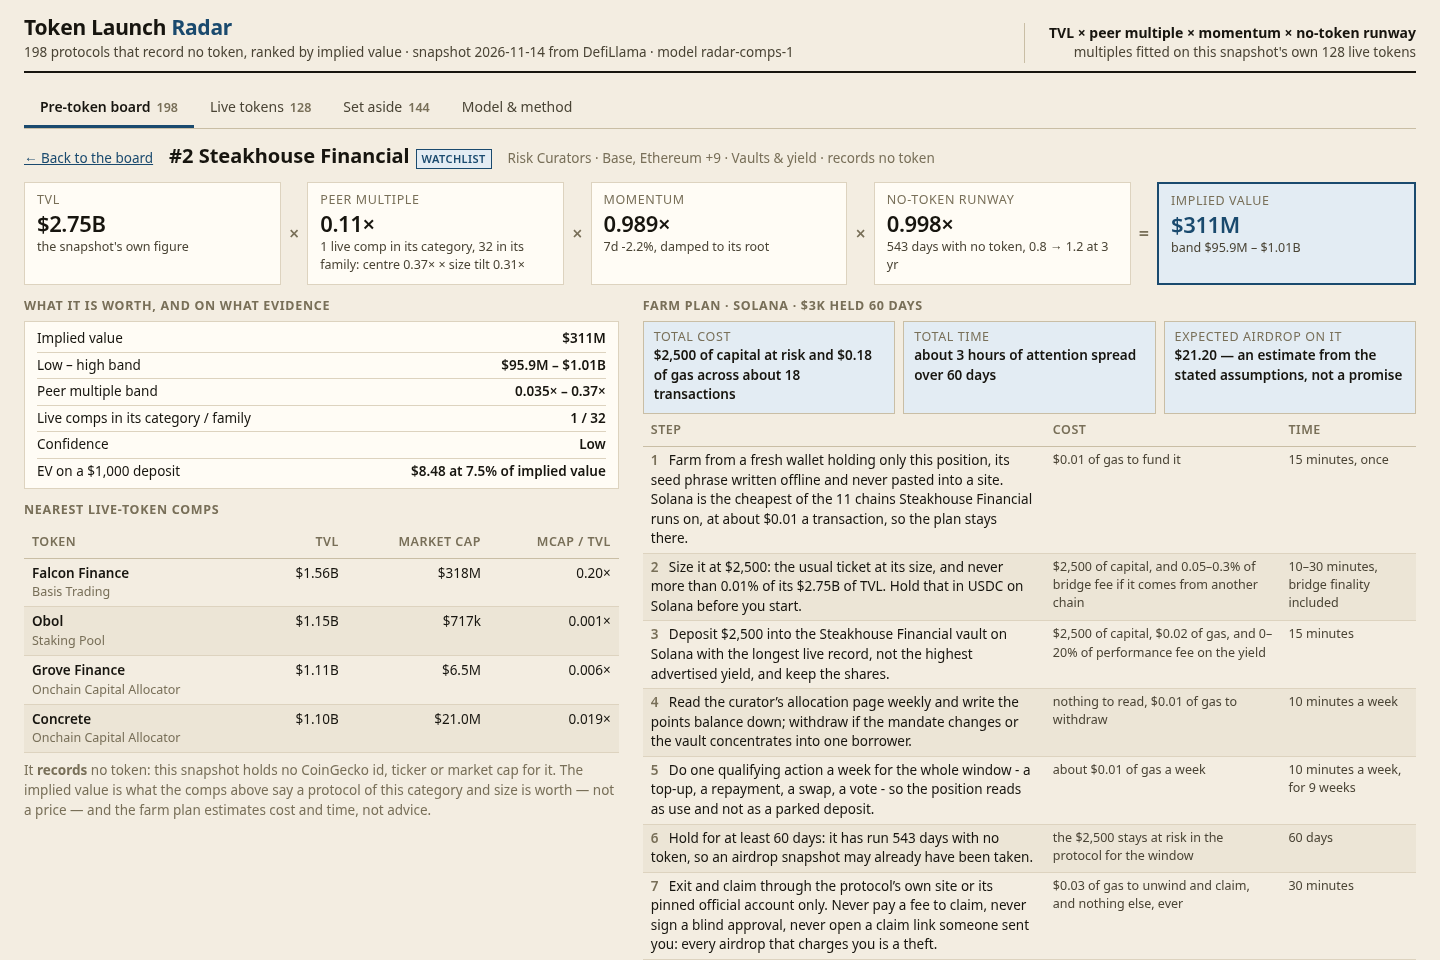 Token Launch Radar
198 protocols that record no token, ranked by implied value · snapshot 2026-11-14 from DefiLlama · model radar-comps-1
TVL × peer multiple × momentum × no-token runway
multiples fitted on this snapshot's own 128 live tokens
Pre-token board 198 Live tokens 128 Set aside 144 Model & method
← Back to the board #2 Steakhouse Financial WATCHLIST Risk Curators · Base, Ethereum +9 · Vaults & yield · records no token
TVL
$2.75B
the snapshot's own figure
×
PEER MULTIPLE
0.11×
1 live comp in its category, 32 in its
family: centre 0.37× × size tilt 0.31×
×
MOMENTUM
0.989×
7d -2.2%, damped to its root
×
NO-TOKEN RUNWAY
0.998×
543 days with no token, 0.8 → 1.2 at 3
yr
=
IMPLIED VALUE
$311M
band $95.9M – $1.01B
WHAT IT IS WORTH, AND ON WHAT EVIDENCE
Implied value $311M
Low – high band $95.9M – $1.01B
Peer multiple band 0.035× – 0.37×
Live comps in its category / family 1 / 32
Confidence Low
EV on a $1,000 deposit $8.48 at 7.5% of implied value
NEAREST LIVE-TOKEN COMPS
TOKEN TVL MARKET CAP MCAP / TVL
Falcon Finance $1.56B $318M 0.20×
Basis Trading
Obol $1.15B $717k 0.001×
Staking Pool
Grove Finance $1.11B $6.5M 0.006×
Onchain Capital Allocator
Concrete $1.10B $21.0M 0.019×
Onchain Capital Allocator
It records no token: this snapshot holds no CoinGecko id, ticker or market cap for it. The
implied value is what the comps above say a protocol of this category and size is worth — not
a price — and the farm plan estimates cost and time, not advice.
FARM PLAN · SOLANA · $3K HELD 60 DAYS
TOTAL COST
$2,500 of capital at risk and $0.18
of gas across about 18
transactions
TOTAL TIME
about 3 hours of attention spread
over 60 days
EXPECTED AIRDROP ON IT
$21.20 — an estimate from the
stated assumptions, not a promise
STEP COST TIME
1 Farm from a fresh wallet holding only this position, its
seed phrase written offline and never pasted into a site.
Solana is the cheapest of the 11 chains Steakhouse Financial
runs on, at about $0.01 a transaction, so the plan stays
there.
$0.01 of gas to fund it
15 minutes, once
2 Size it at $2,500: the usual ticket at its size, and never
more than 0.01% of its $2.75B of TVL. Hold that in USDC on
Solana before you start.
$2,500 of capital, and 0.05–0.3% of
bridge fee if it comes from another
chain
10–30 minutes,
bridge finality
included
3 Deposit $2,500 into the Steakhouse Financial vault on
Solana with the longest live record, not the highest
advertised yield, and keep the shares.
$2,500 of capital, $0.02 of gas, and 0–
20% of performance fee on the yield
15 minutes
4 Read the curator's allocation page weekly and write the
points balance down; withdraw if the mandate changes or
the vault concentrates into one borrower.
nothing to read, $0.01 of gas to
withdraw
10 minutes a week
5 Do one qualifying action a week for the whole window - a
top-up, a repayment, a swap, a vote - so the position reads
as use and not as a parked deposit.
about $0.01 of gas a week
10 minutes a week,
for 9 weeks
6 Hold for at least 60 days: it has run 543 days with no
token, so an airdrop snapshot may already have been taken.
the $2,500 stays at risk in the
protocol for the window
60 days
7 Exit and claim through the protocol's own site or its
pinned official account only. Never pay a fee to claim, never
sign a blind approval, never open a claim link someone sent
you: every airdrop that charges you is a theft.
$0.03 of gas to unwind and claim,
and nothing else, ever
30 minutes